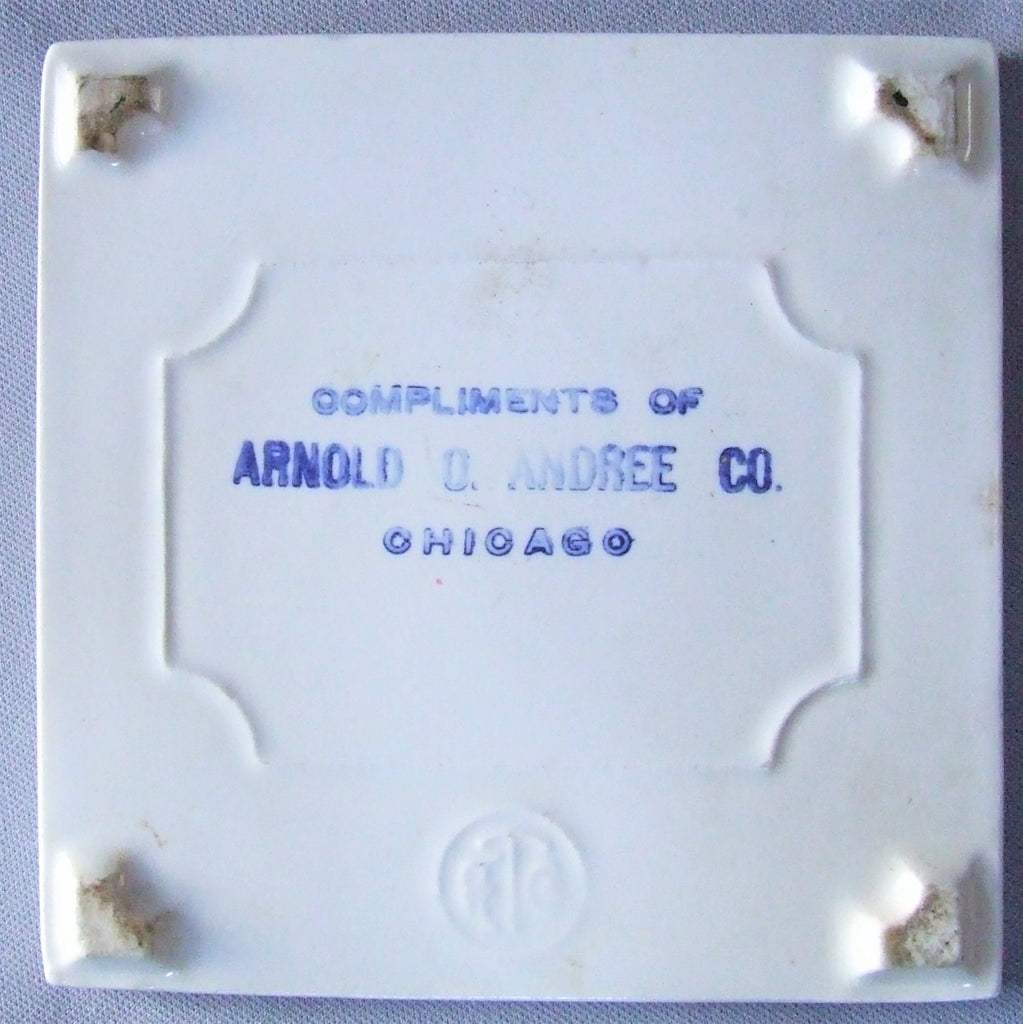 COMPLIMENTS OF
ARNOLD O. ANDREE CO.
CHICAGO